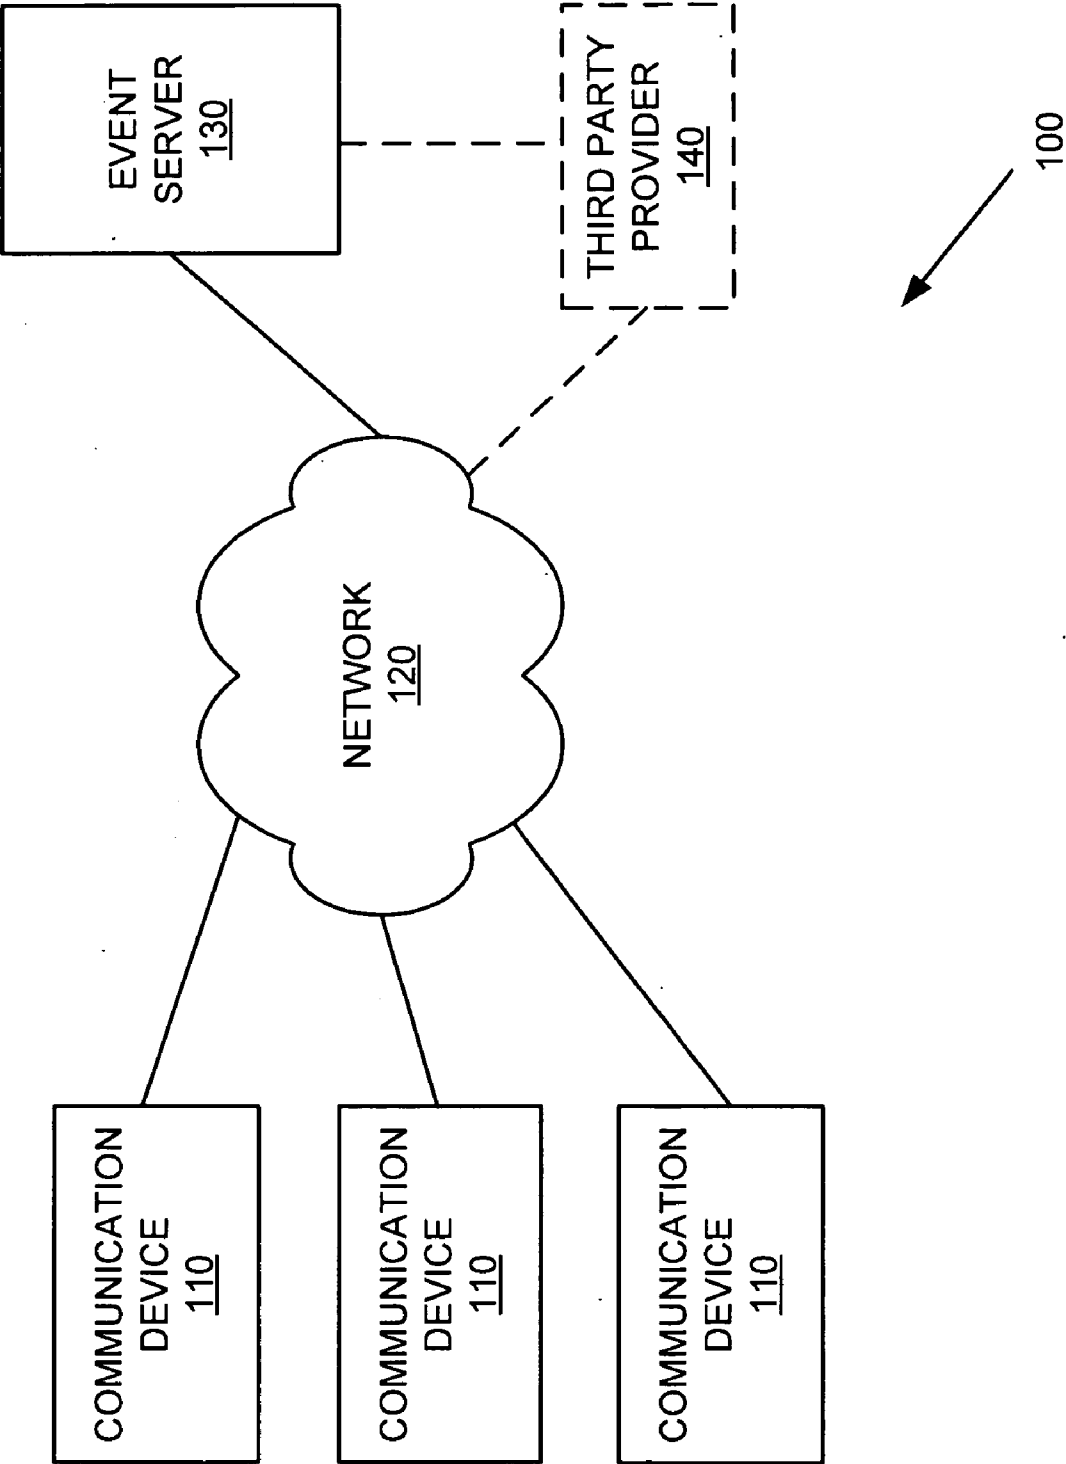 COMMUNICATION
DEVICE
110
COMMUNICATION
DEVICE
110
COMMUNICATION
DEVICE
110
NETWORK
120
EVENT
SERVER
130
THIRD PARTY
PROVIDER
140
100